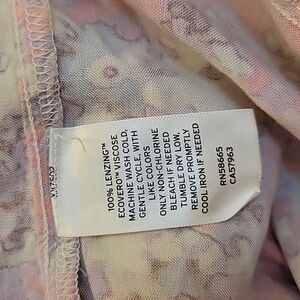 100% LENZING™
ECOVERO™ VISCOSE
MACHINE WASH COLD,
GENTLE CYCLE, WITH
LIKE COLORS
ONLY NON-CHLORINE
BLEACH IF NEEDED
TUMBLE DRY LOW,
REMOVE PROMPTLY
COOL IRON IF NEEDED
RN58665
CA57963